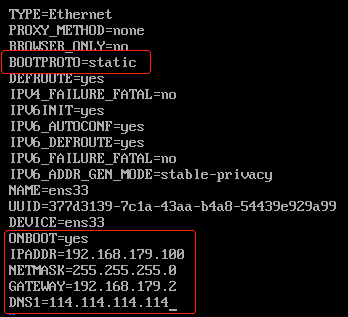 TYPE=Ethernet
PROXY_METHOD=none
BROWSER_ONLY=no
BOOTPROTO=static
DEFROUTE=yes
IPV4_FAILURE_FATAL=no
IPV6INIT=yes
IPV6_AUTOCONF=yes
IPV6_DEFROUTE=yes
IPV6_FAILURE_FATAL=no
IPV6_ADDR_GEN_MODE=stable-privacy
NAME=ens33
UUID=377d3139-7c1a-43aa-b4a8-54439e929a99
DEVICE=ens33
ONBOOT=yes
IPADDR=192.168.179.100
NETMASK=255.255.255.0
GATEWAY=192.168.179.2
DNS1=114.114.114.114_